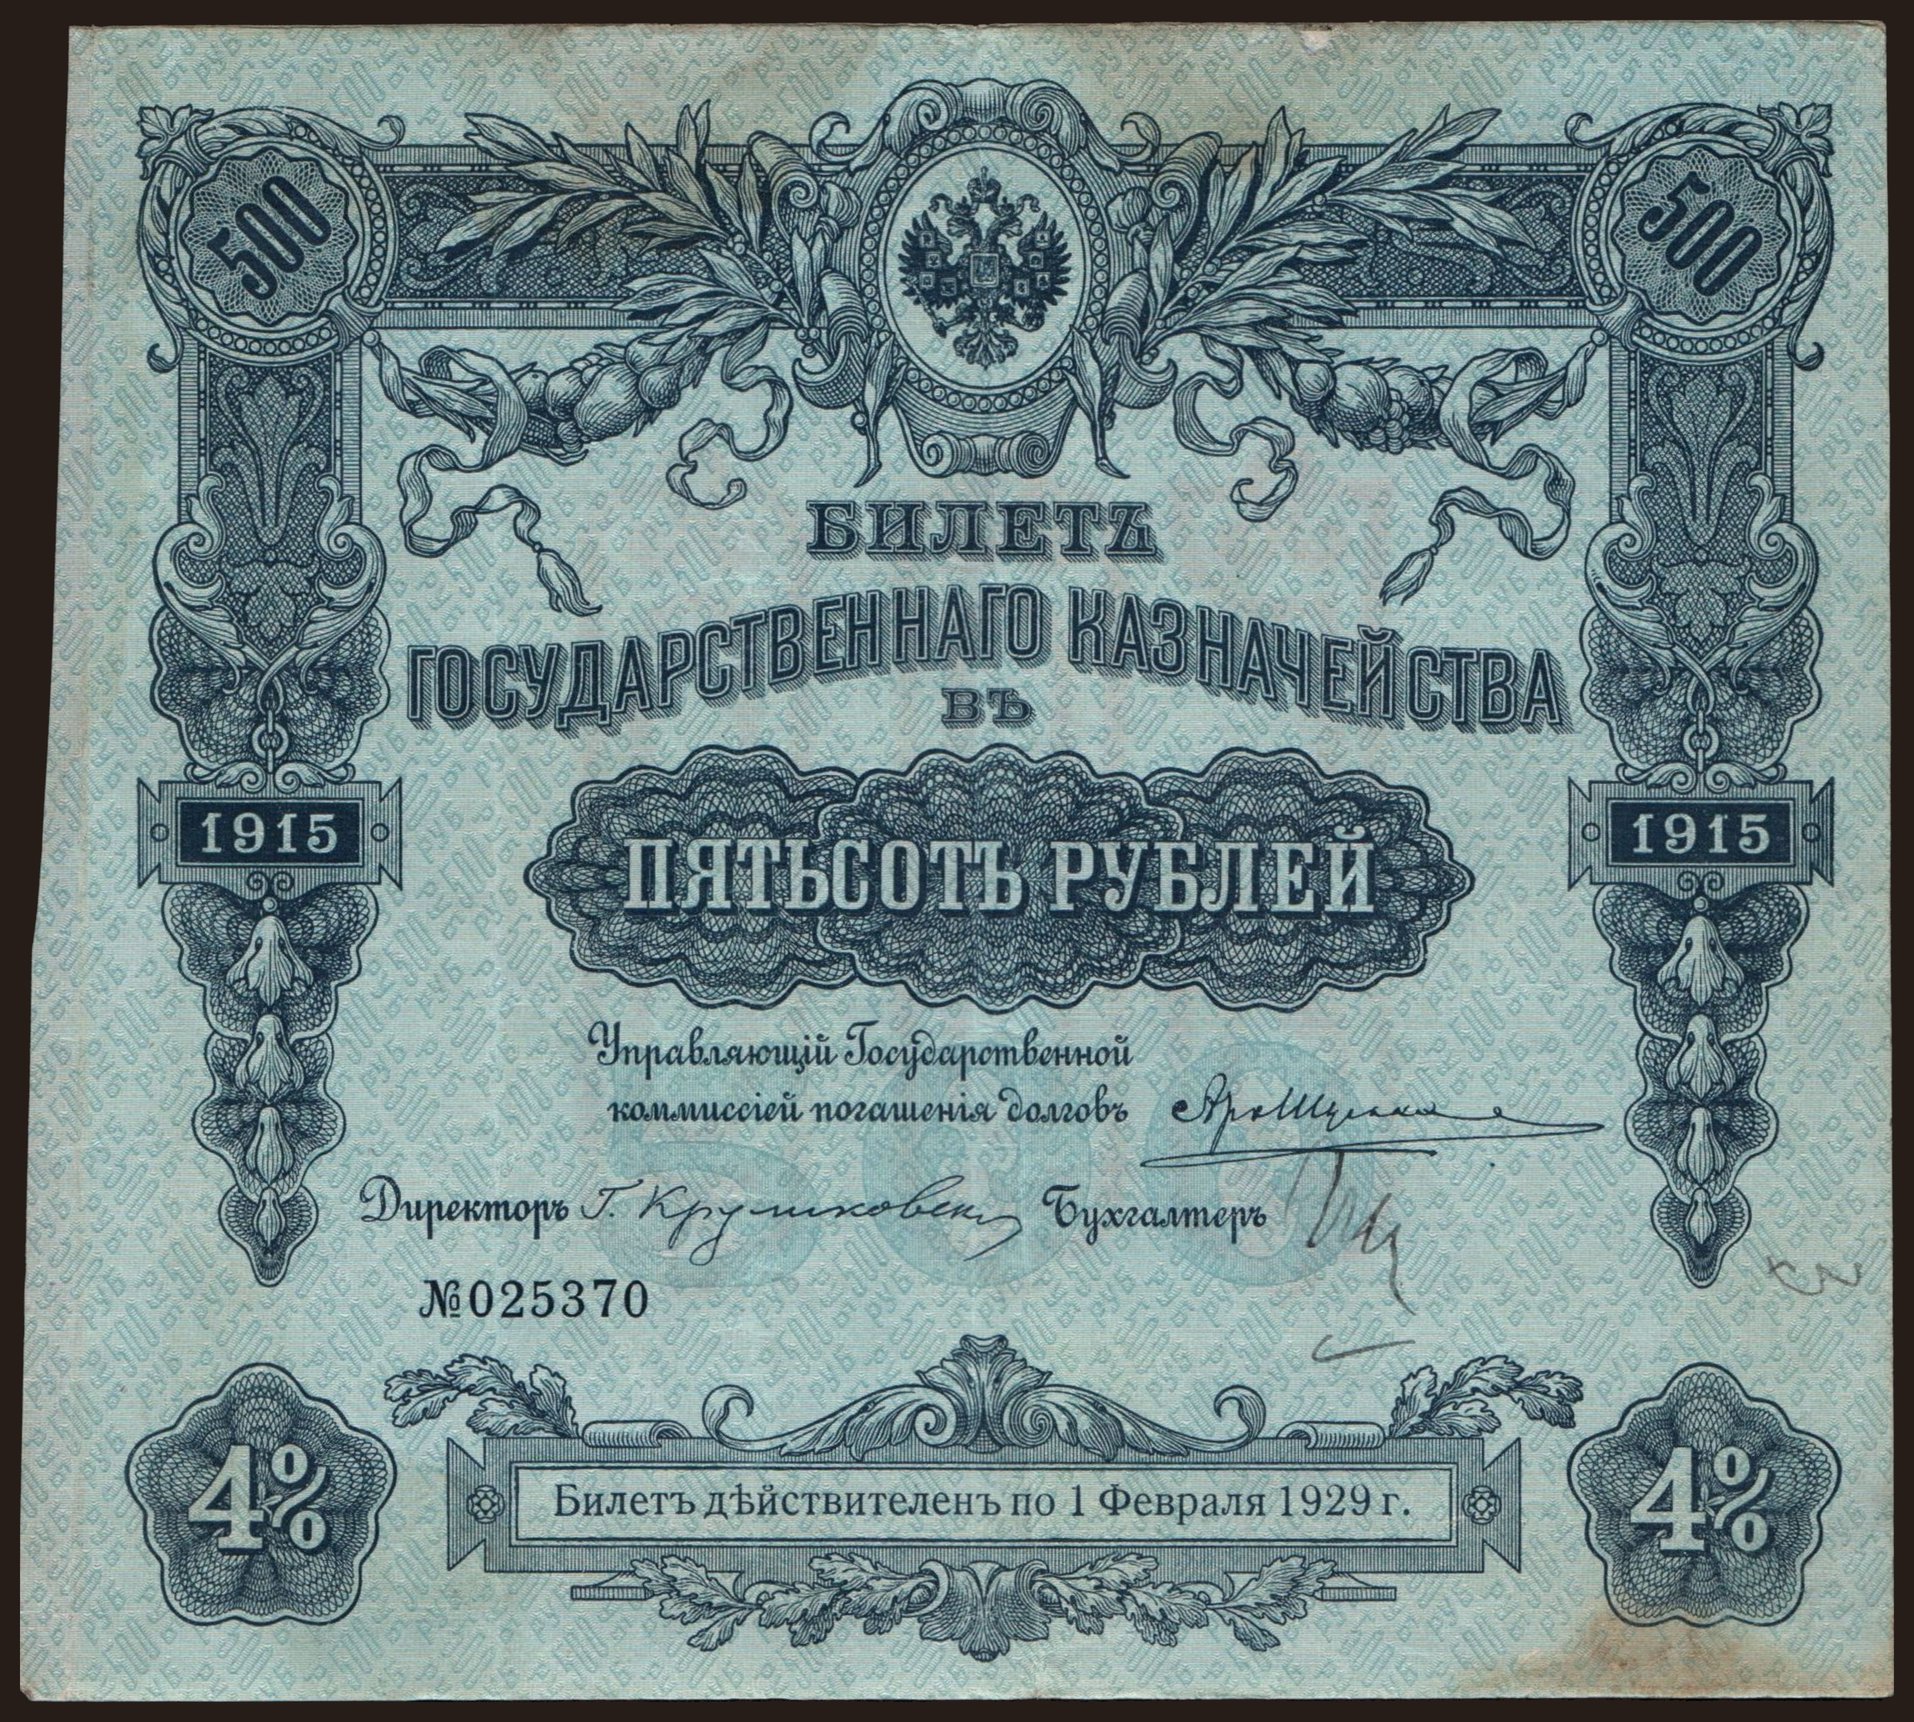 500 500
БИЛЕТЪ
ГОСУДАРСТВЕННАГО КАЗНАЧЕЙСТВА
ВЪ
1915 1915
ПЯТЬСОТЪ РУБЛЕЙ
Управляющій Государственной
коммиссіей погашенія долговъ
Директоръ Бухгалтеръ
500
№025370
4% 4%
Билетъ дѣйствителенъ по 1 Февраля 1929 г.